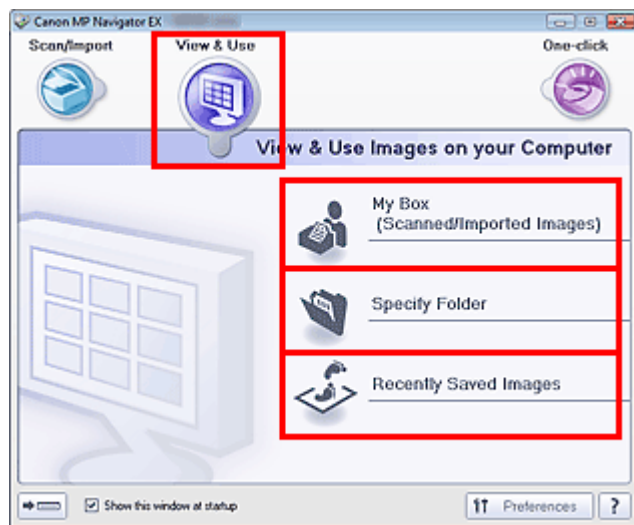 Canon MP Navigator EX
Scan/Import
View & Use
One-click
View & Use Images on your Computer
My Box
(Scanned/Imported Images)
Specify Folder
Recently Saved Images
Show this window at startup
Preferences
?